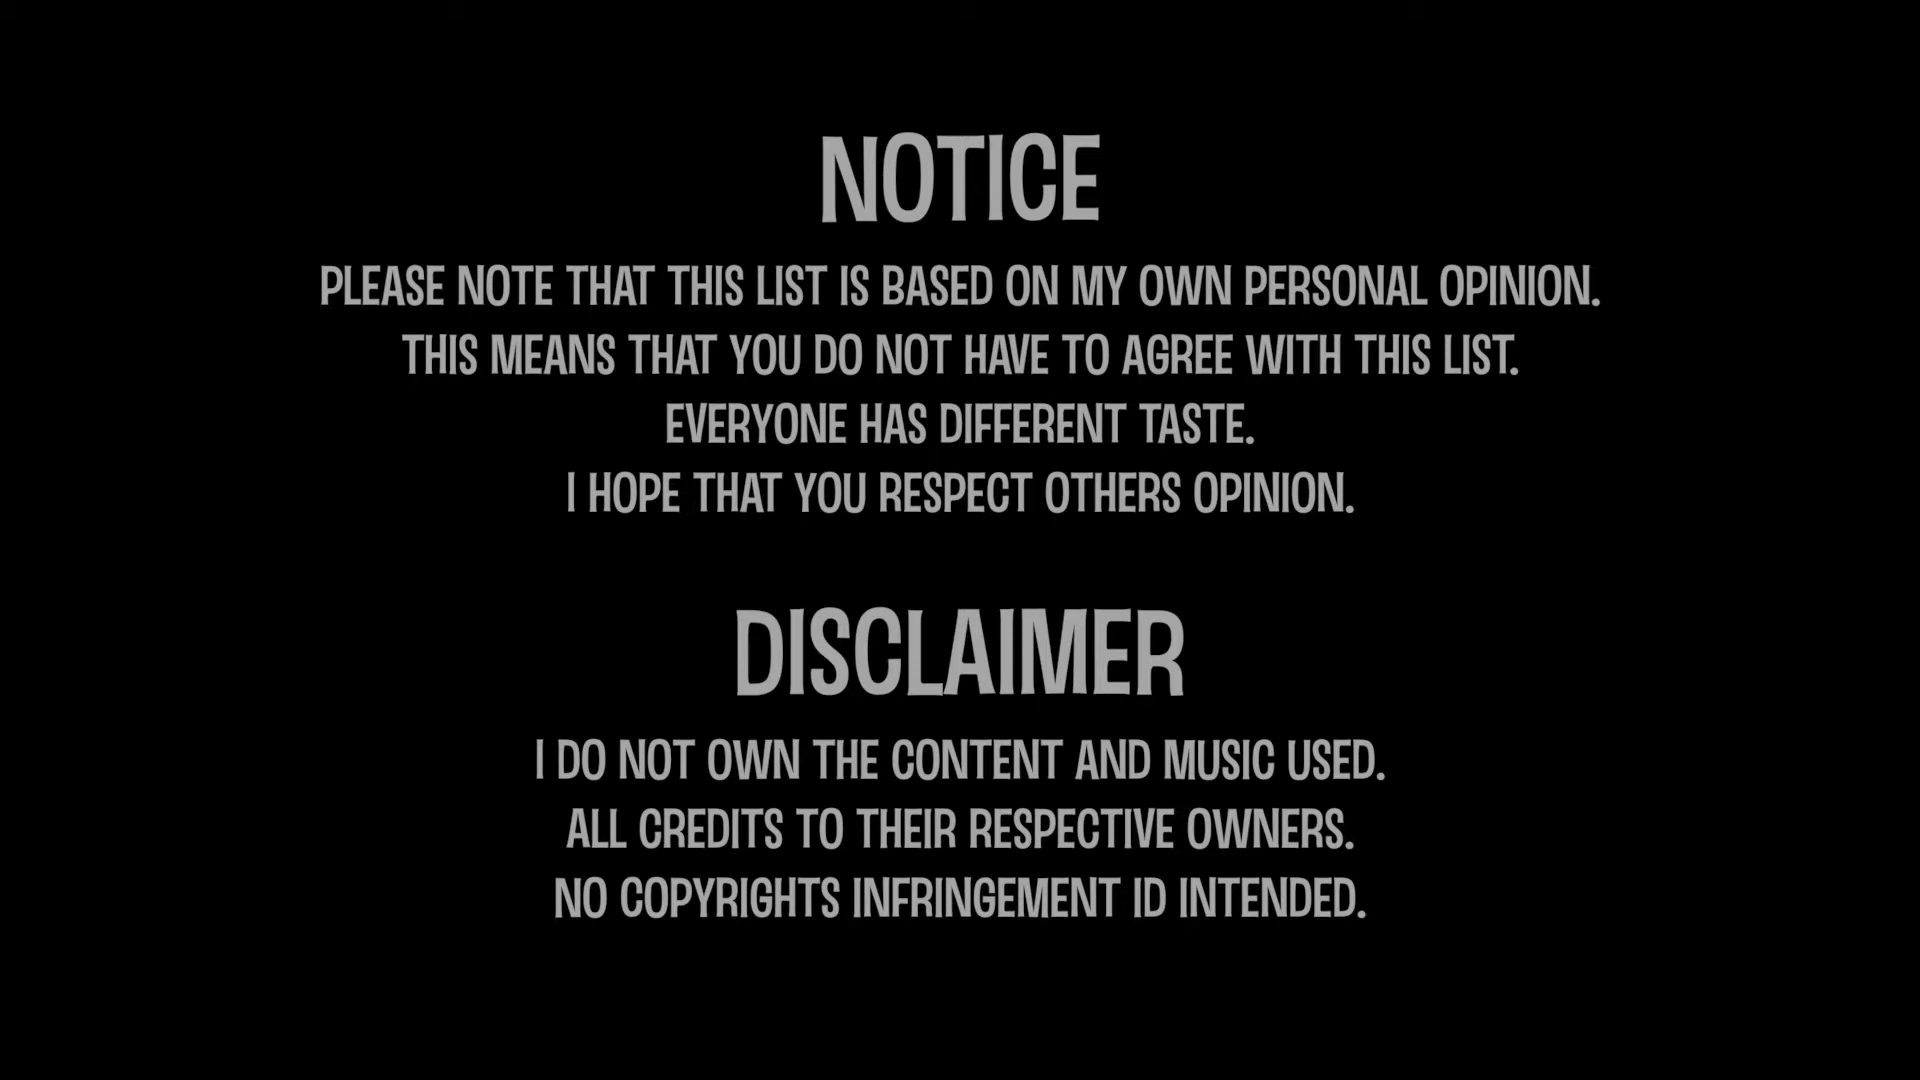 NOTICE
PLEASE NOTE THAT THIS LIST IS BASED ON MY OWN PERSONAL OPINION.
THIS MEANS THAT YOU DO NOT HAVE TO AGREE WITH THIS LIST.
EVERYONE HAS DIFFERENT TASTE.
I HOPE THAT YOU RESPECT OTHERS OPINION.
DISCLAIMER
I DO NOT OWN THE CONTENT AND MUSIC USED.
ALL CREDITS TO THEIR RESPECTIVE OWNERS.
NO COPYRIGHTS INFRINGEMENT ID INTENDED.